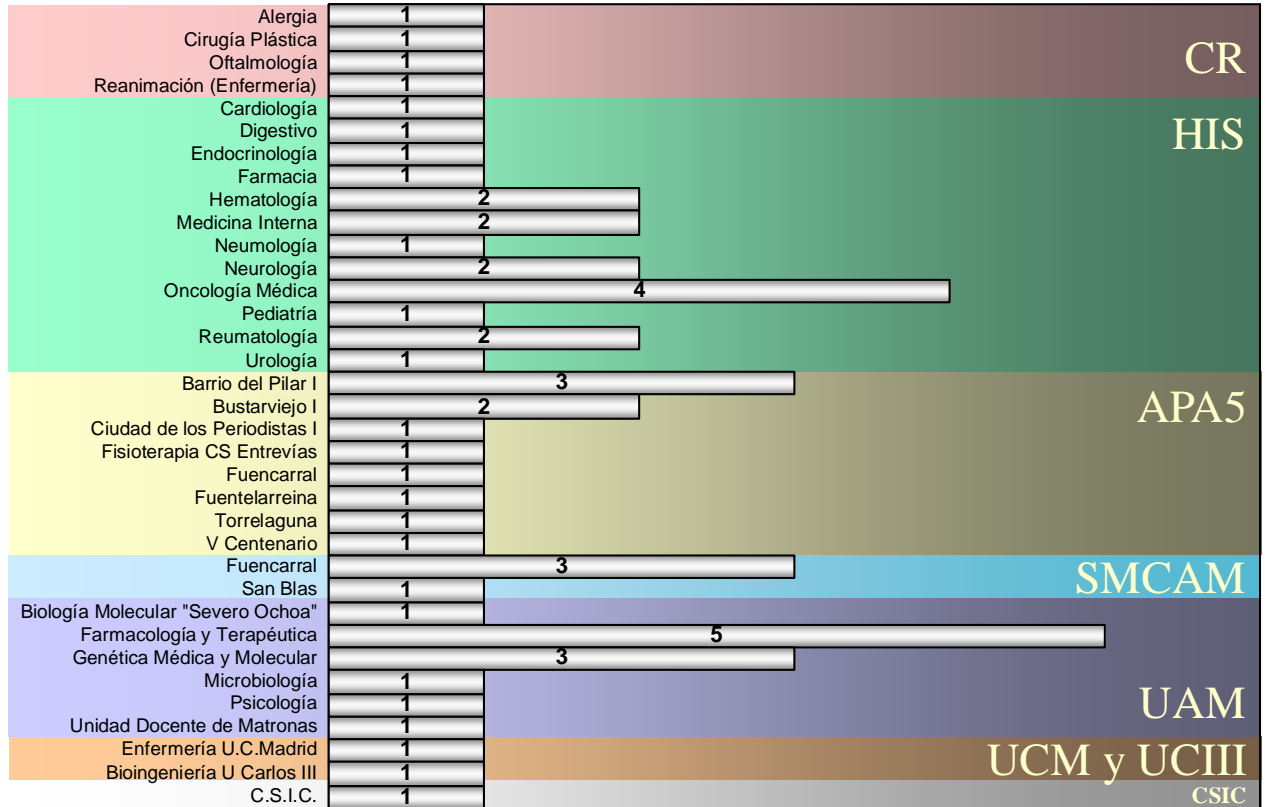 Alergia 1
Cirugía Plástica 1
Oftalmología 1
Reanimación (Enfermería) 1
CR
Cardiología 1
Digestivo 1
Endocrinología 1
Farmacia 1
Hematología 2
Medicina Interna 2
Neumología 1
Neurología 2
Oncología Médica 4
Pediatría 1
Reumatología 2
Urología 1
HIS
Barrio del Pilar I 3
Bustarviejo I 2
Ciudad de los Periodistas I 1
Fisioterapia CS Entrevías 1
Fuencarral 1
Fuentelarreina 1
Torrelaguna 1
V Centenario 1
APA5
Fuencarral 3
San Blas 1
SMCAM
Biología Molecular "Severo Ochoa" 1
Farmacología y Terapéutica 5
Genética Médica y Molecular 3
Microbiología 1
Psicología 1
Unidad Docente de Matronas 1
UAM
Enfermería U.C.Madrid 1
Bioingeniería U Carlos III 1
UCM y UCIII
C.S.I.C. 1
CSIC